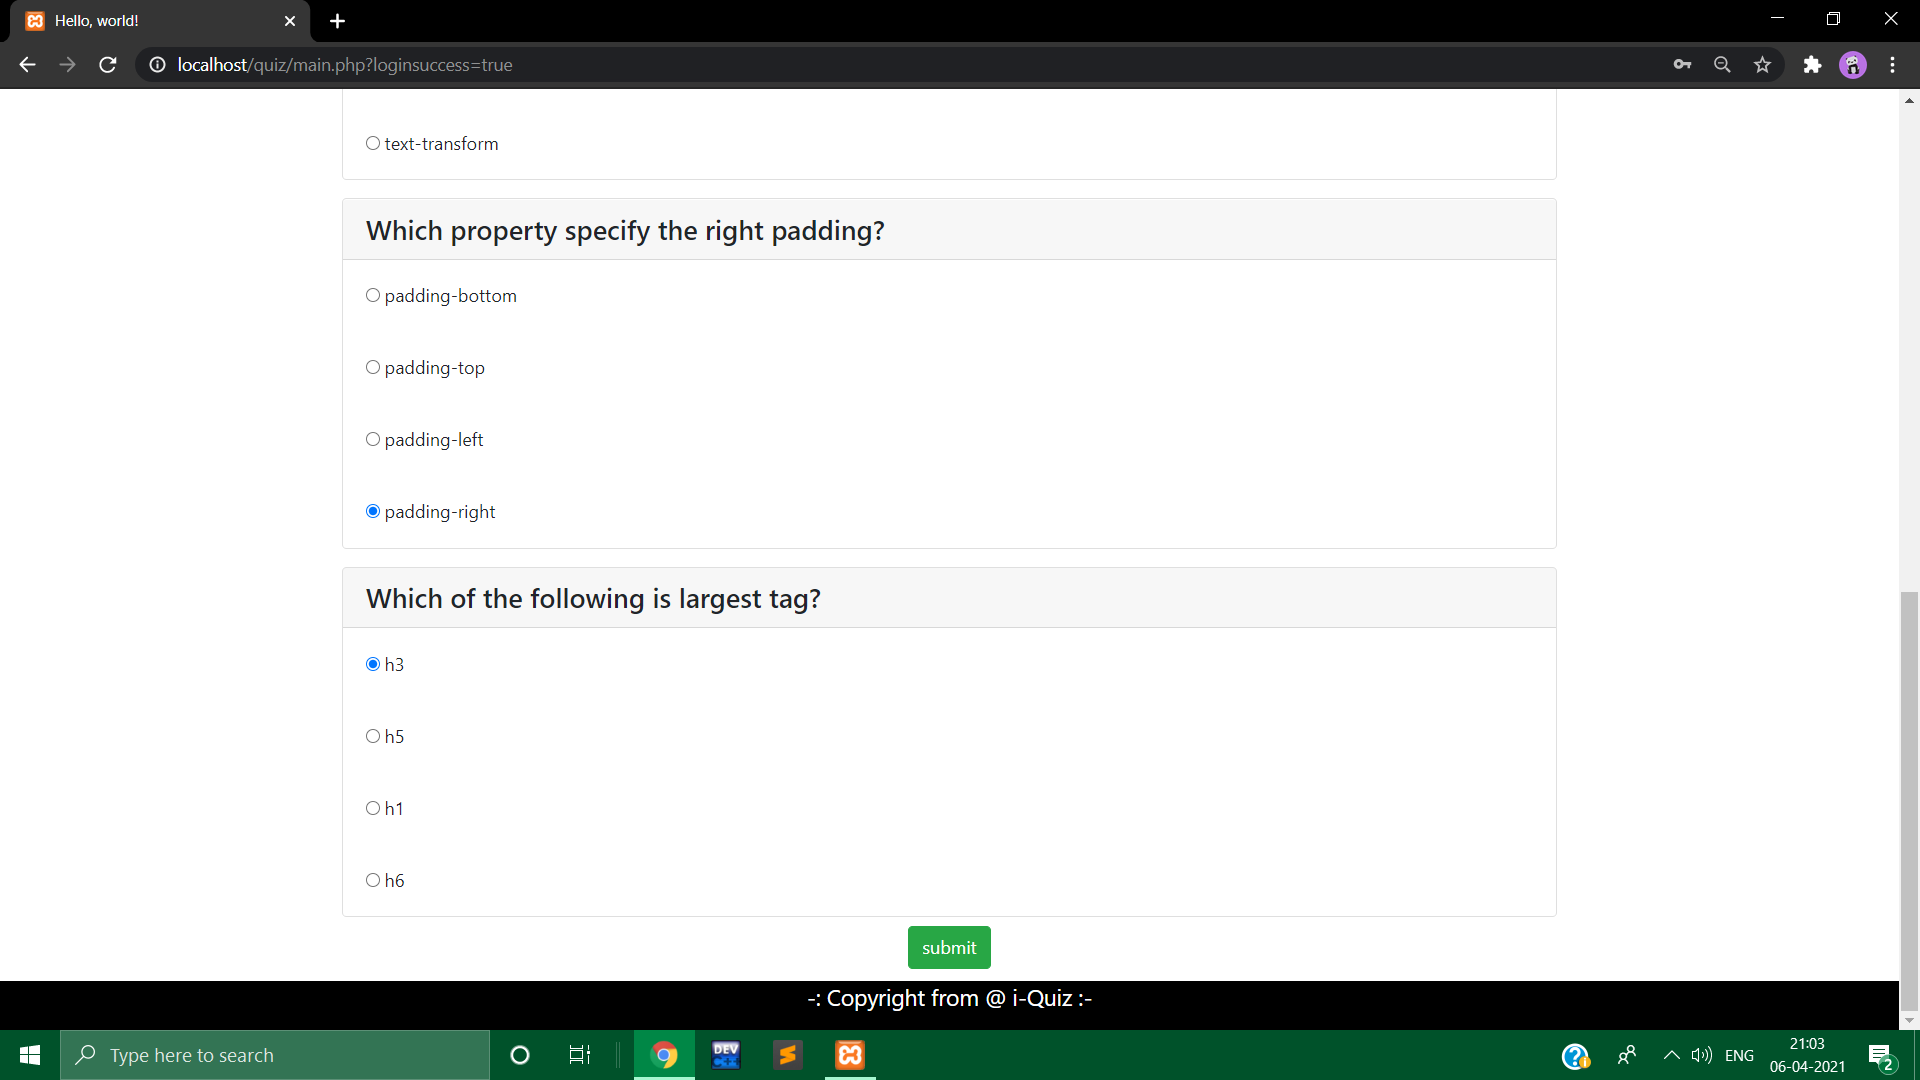 Hello, world!
localhost/quiz/main.php?loginsuccess=true
text-transform
Which property specify the right padding?
padding-bottom
padding-top
padding-left
padding-right
Which of the following is largest tag?
h3
h5
h1
h6
submit
-: Copyright from @ i-Quiz :-
Type here to search
DEV
C++
ENG
21:03
06-04-2021
2